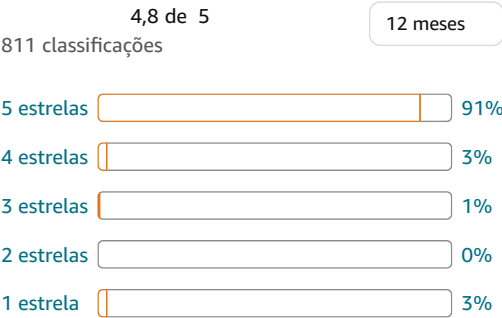 4,8 de 5
12 meses
811 classificações
5 estrelas 91%
4 estrelas 3%
3 estrelas 1%
2 estrelas 0%
1 estrela 3%